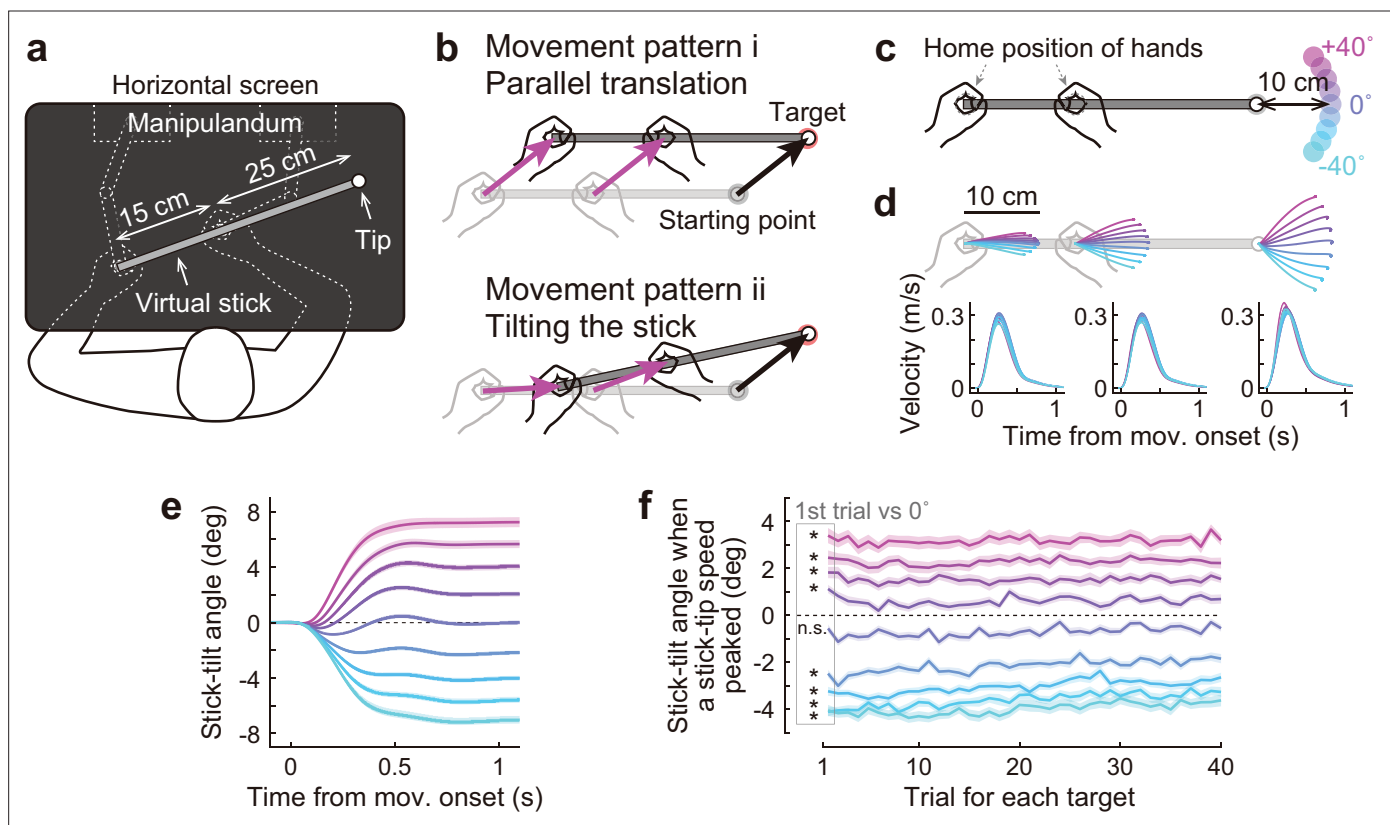 a
Horizontal screen
Manipulandum
25 cm
15 cm
Tip
Virtual stick
b
Movement pattern i
Parallel translation
Target
Starting point
Movement pattern ii
Tilting the stick
c
Home position of hands
+40°
10 cm
0°
-40°
d
10 cm
Velocity (m/s)
0.3
0
0.3
0
0.3
0
0 1
0 1
0 1
Time from mov. onset (s)
e
Stick-tilt angle (deg)
8
4
0
-4
-8
0 0.5 1
Time from mov. onset (s)
f
Stick-tilt angle when
a stick-tip speed
peaked (deg)
1st trial vs 0°
4
2
0
-2
-4
*
*
*
*
n.s.
*
*
*
*
1 10 20 30 40
Trial for each target